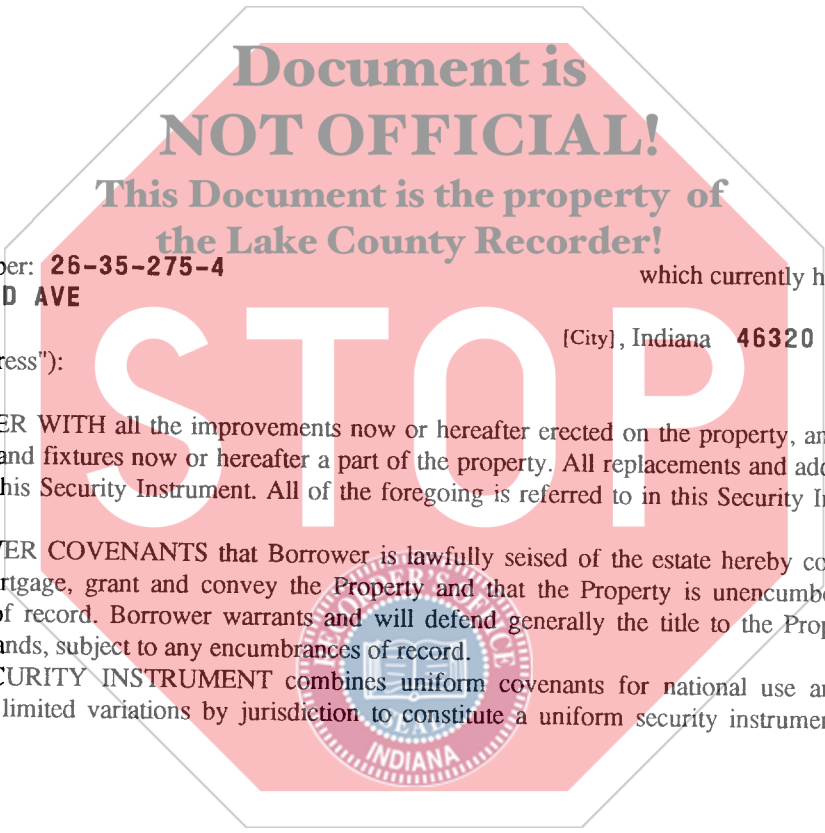 Document is
NOT OFFICIAL!
This Document is the property of
the Lake County Recorder!
ber: 26-35-275-4
which currently h
D AVE
[City], Indiana 46320
ress"):
STOP
ER WITH all the improvements now or hereafter erected on the property, an
and fixtures now or hereafter a part of the property. All replacements and add
his Security Instrument. All of the foregoing is referred to in this Security In
ER COVENANTS that Borrower is lawfully seised of the estate hereby co
rtgage, grant and convey the Property and that the Property is unencumbe
of record. Borrower warrants and will defend generally the title to the Prop
ands, subject to any encumbrances of record.
CURITY INSTRUMENT combines uniform covenants for national use an
limited variations by jurisdiction to constitute a uniform security instrumen
RECORDER'S OFFICE
SEAL
INDIANA